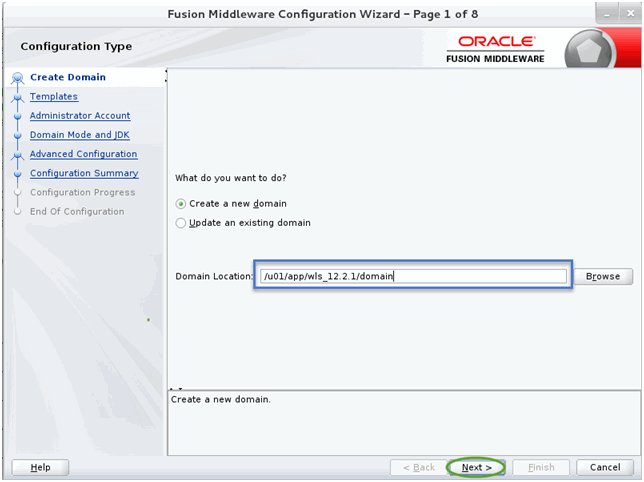 Fusion Middleware Configuration Wizard – Page 1 of 8
Configuration Type
ORACLE
FUSION MIDDLEWARE
Create Domain
Templates
Administrator Account
Domain Mode and JDK
Advanced Configuration
Configuration Summary
Configuration Progress
End Of Configuration
What do you want to do?
Create a new domain
Update an existing domain
Domain Location: /u01/app/wls_12.2.1/domain Browse
Create a new domain.
Help < Back Next > Finish Cancel